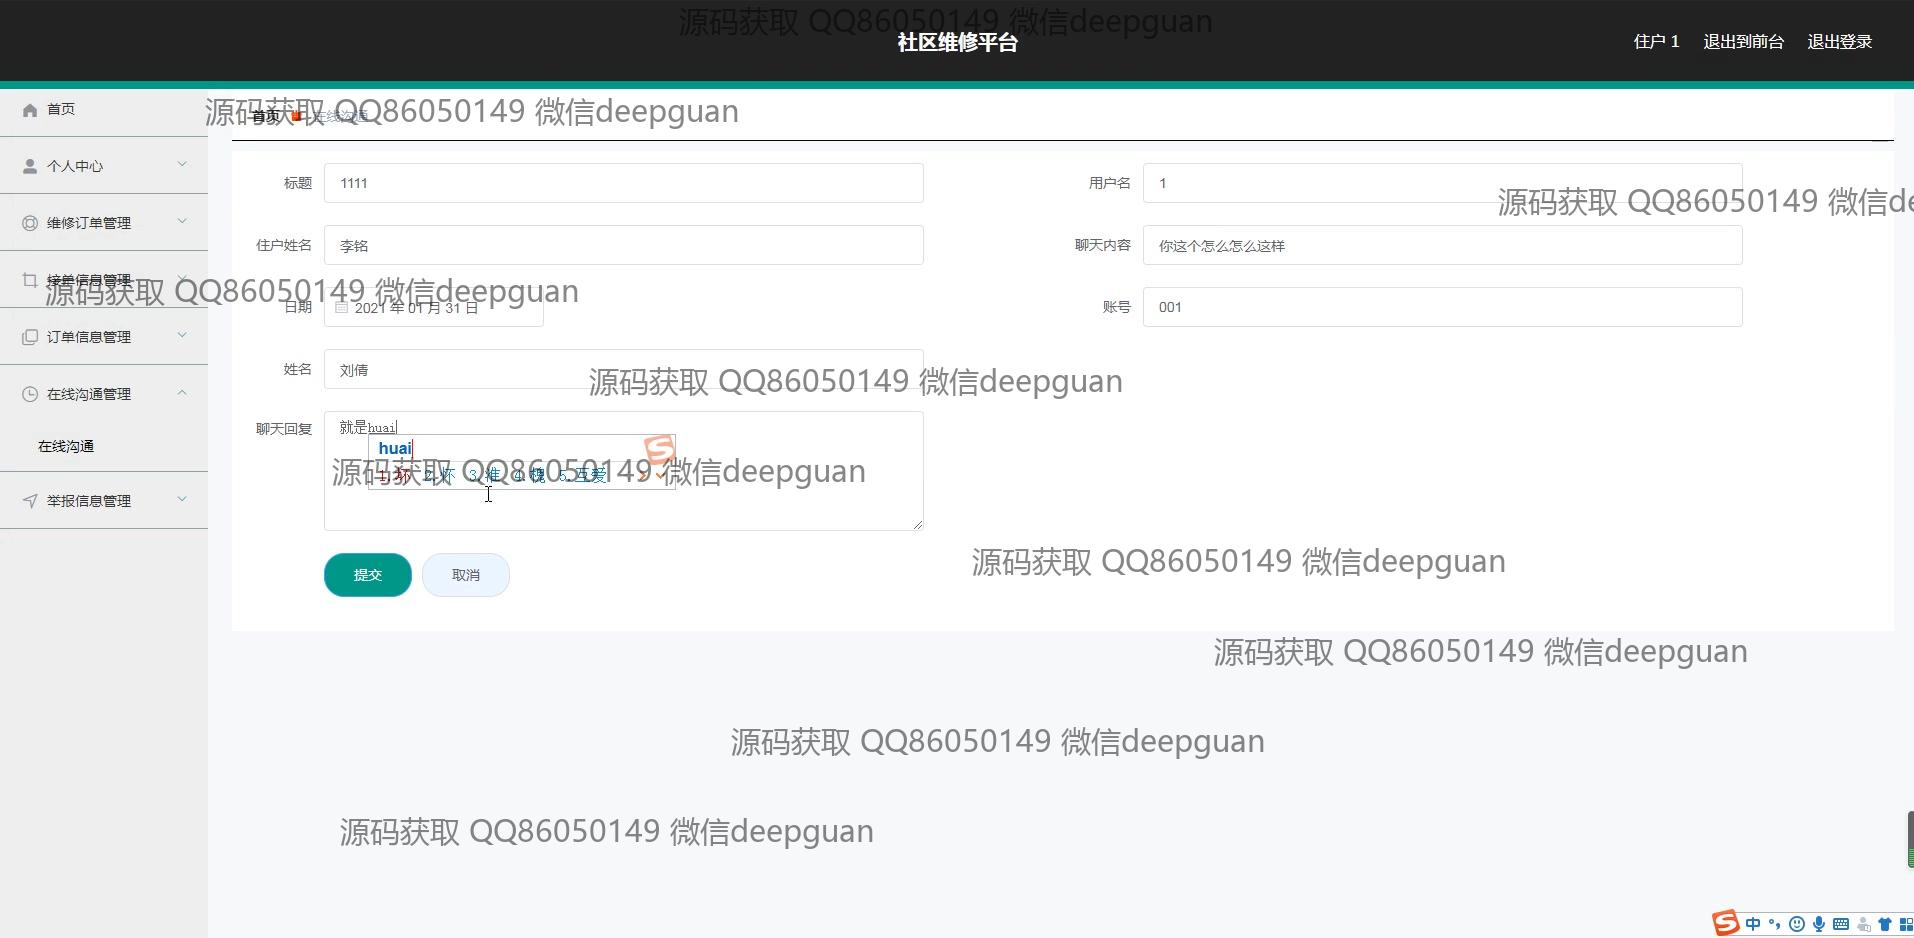 源码获取 QQ86050149 微信deepguan
社区维修平台
住户 1 退出到前台 退出登录
首页
源码获取 QQ86050149 微信deepguan
首页 在线沟通
个人中心
标题 1111
用户名 1
源码获取 QQ86050149 微信de
维修订单管理
住户姓名 李铭
聊天内容 你这个怎么怎么这样
接单信息管理
源码获取 QQ86050149 微信deepguan
日期 2021 年 01 月 31 日
账号 001
订单信息管理
姓名 刘倩
源码获取 QQ86050149 微信deepguan
在线沟通管理
聊天回复 就是huai
在线沟通
huai
1.坏 2.怀 3.淮 4.槐 5.互爱
源码获取 QQ86050149 微信deepguan
举报信息管理
源码获取 QQ86050149 微信deepguan
提交 取消
源码获取 QQ86050149 微信deepguan
源码获取 QQ86050149 微信deepguan
源码获取 QQ86050149 微信deepguan
中